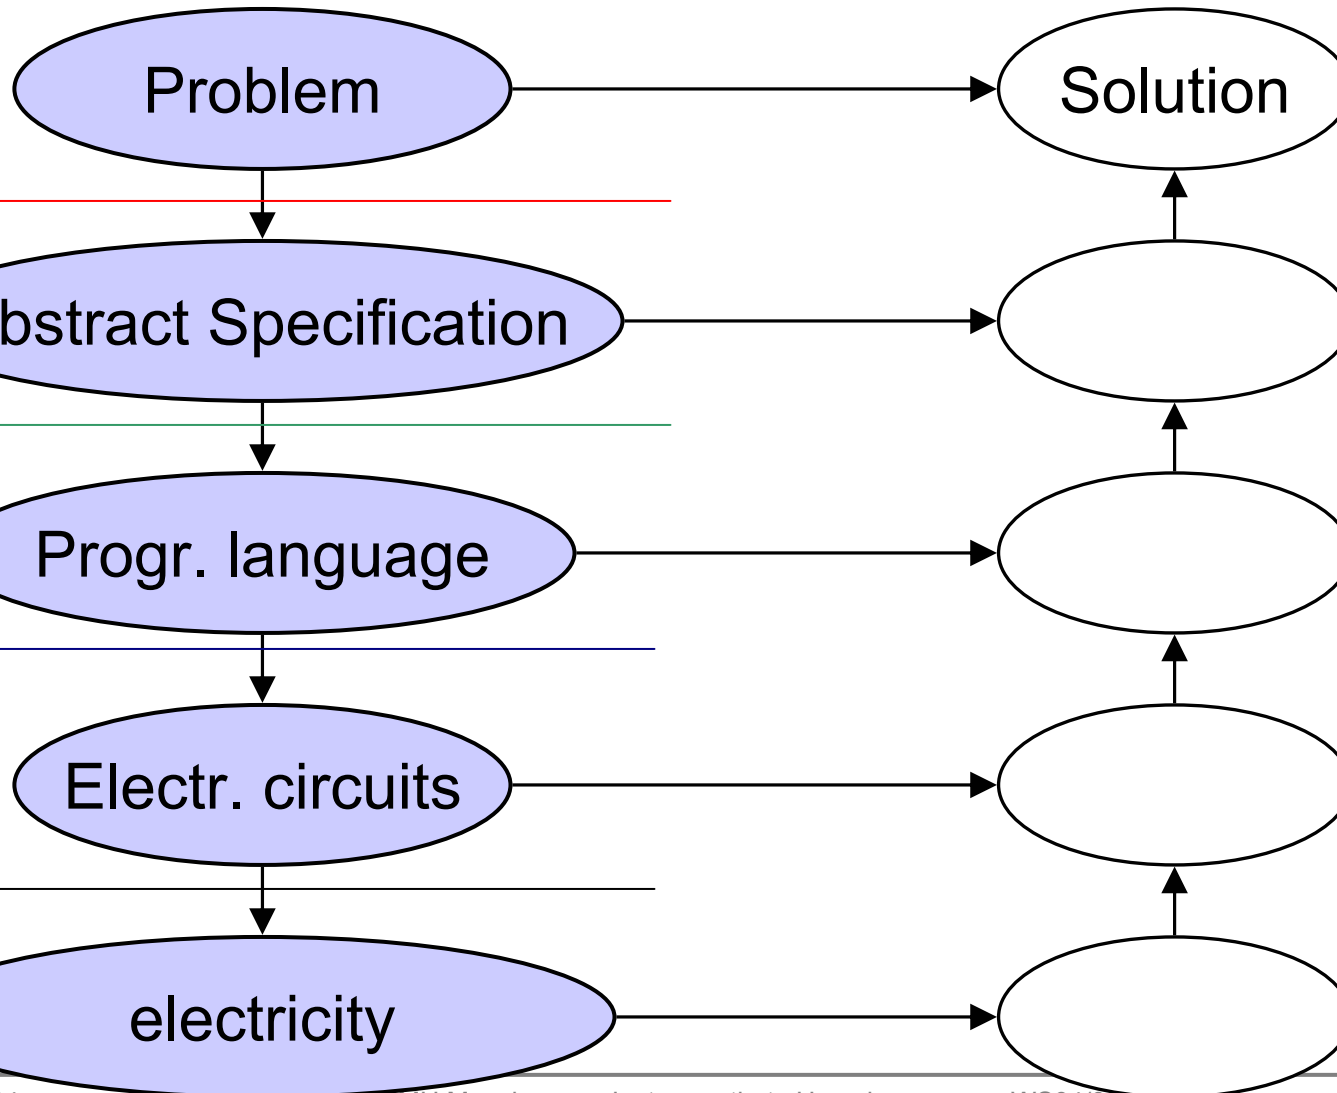 Problem
Solution
bstract Specification
Progr. language
Electr. circuits
electricity